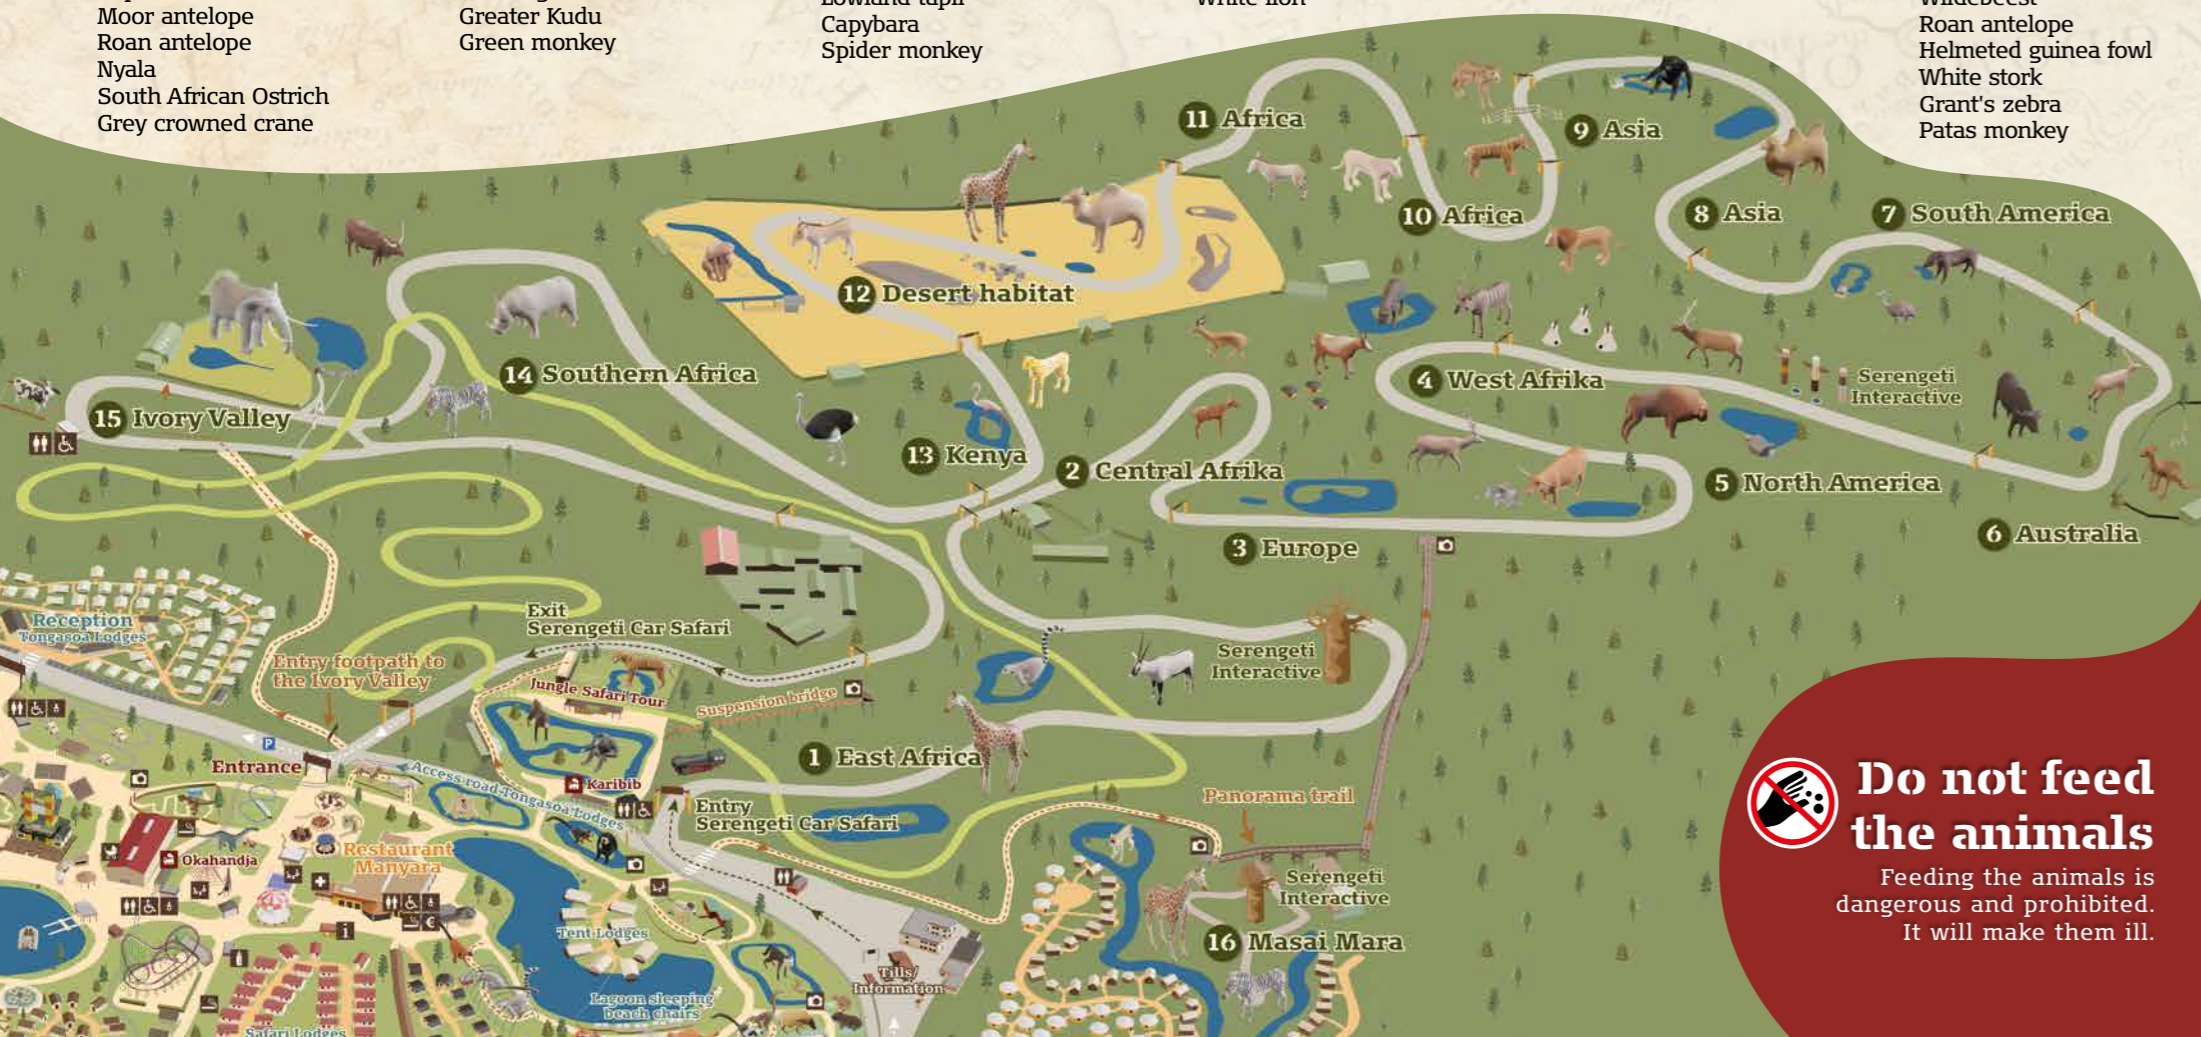 Moor antelope
Roan antelope
Nyala
South African Ostrich
Grey crowned crane
Greater Kudu
Green monkey
Lowland tapir
Capybara
Spider monkey
White lion
Wildebeest
Roan antelope
Helmeted guinea fowl
White stork
Grant's zebra
Patas monkey
11 Africa
9 Asia
10 Africa
8 Asia
7 South America
12 Desert habitat
14 Southern Africa
4 West Afrika
Serengeti
Interactive
15 Ivory Valley
13 Kenya
2 Central Afrika
5 North America
3 Europe
6 Australia
Reception
Tongasoa Lodges
Exit
Serengeti Car Safari
Entry footpath to
the Ivory Valley
Jungle Safari Tour
Suspension bridge
Serengeti
Interactive
1 East Africa
P
Entrance
Access road Tongasoa Lodges
Karibib
Entry
Serengeti Car Safari
Panorama trail
Okahandja
Restaurant
Manyara
Serengeti
Interactive
16 Masai Mara
Tent Lodges
i
€
Tills/
Information
Lagoon sleeping
beach chairs
Safari Lodges
Do not feed
the animals
Feeding the animals is
dangerous and prohibited.
It will make them ill.